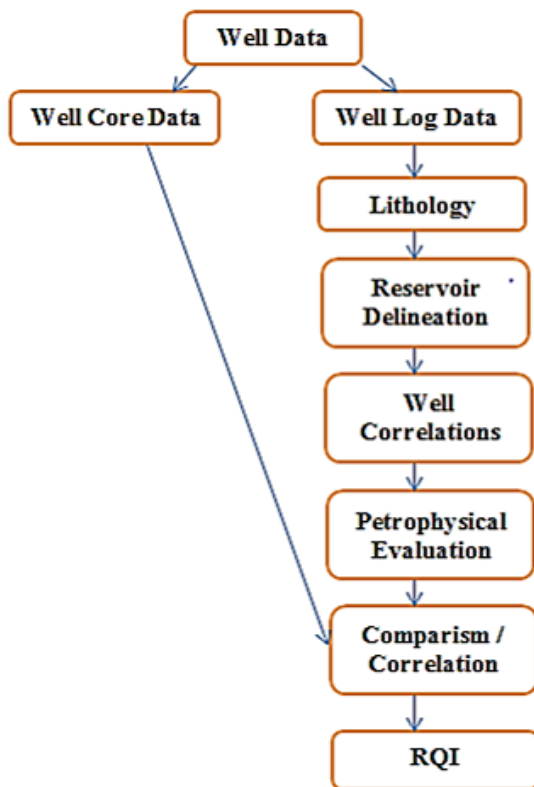 Well Data
Well Core Data
Well Log Data
Lithology
Reservoir
Delineation
Well
Correlations
Petrophysical
Evaluation
Comparism /
Correlation
RQI